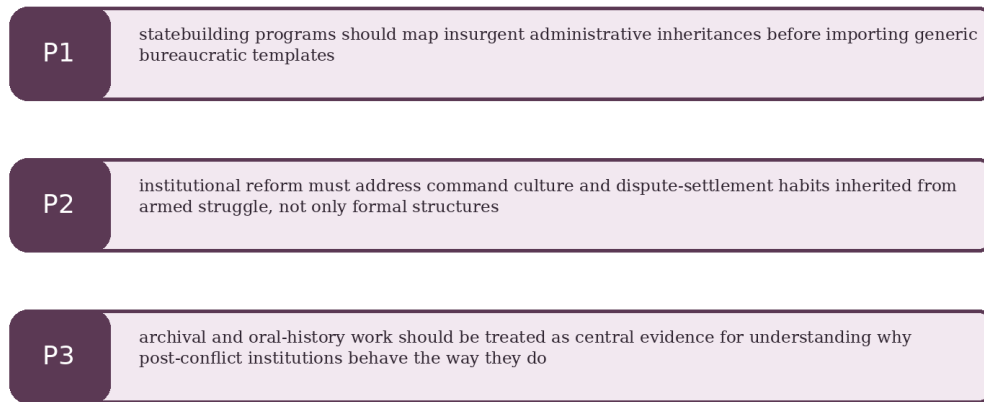 P1
statebuilding programs should map insurgent administrative inheritances before importing generic
bureaucratic templates
P2
institutional reform must address command culture and dispute-settlement habits inherited from
armed struggle, not only formal structures
P3
archival and oral-history work should be treated as central evidence for understanding why
post-conflict institutions behave the way they do